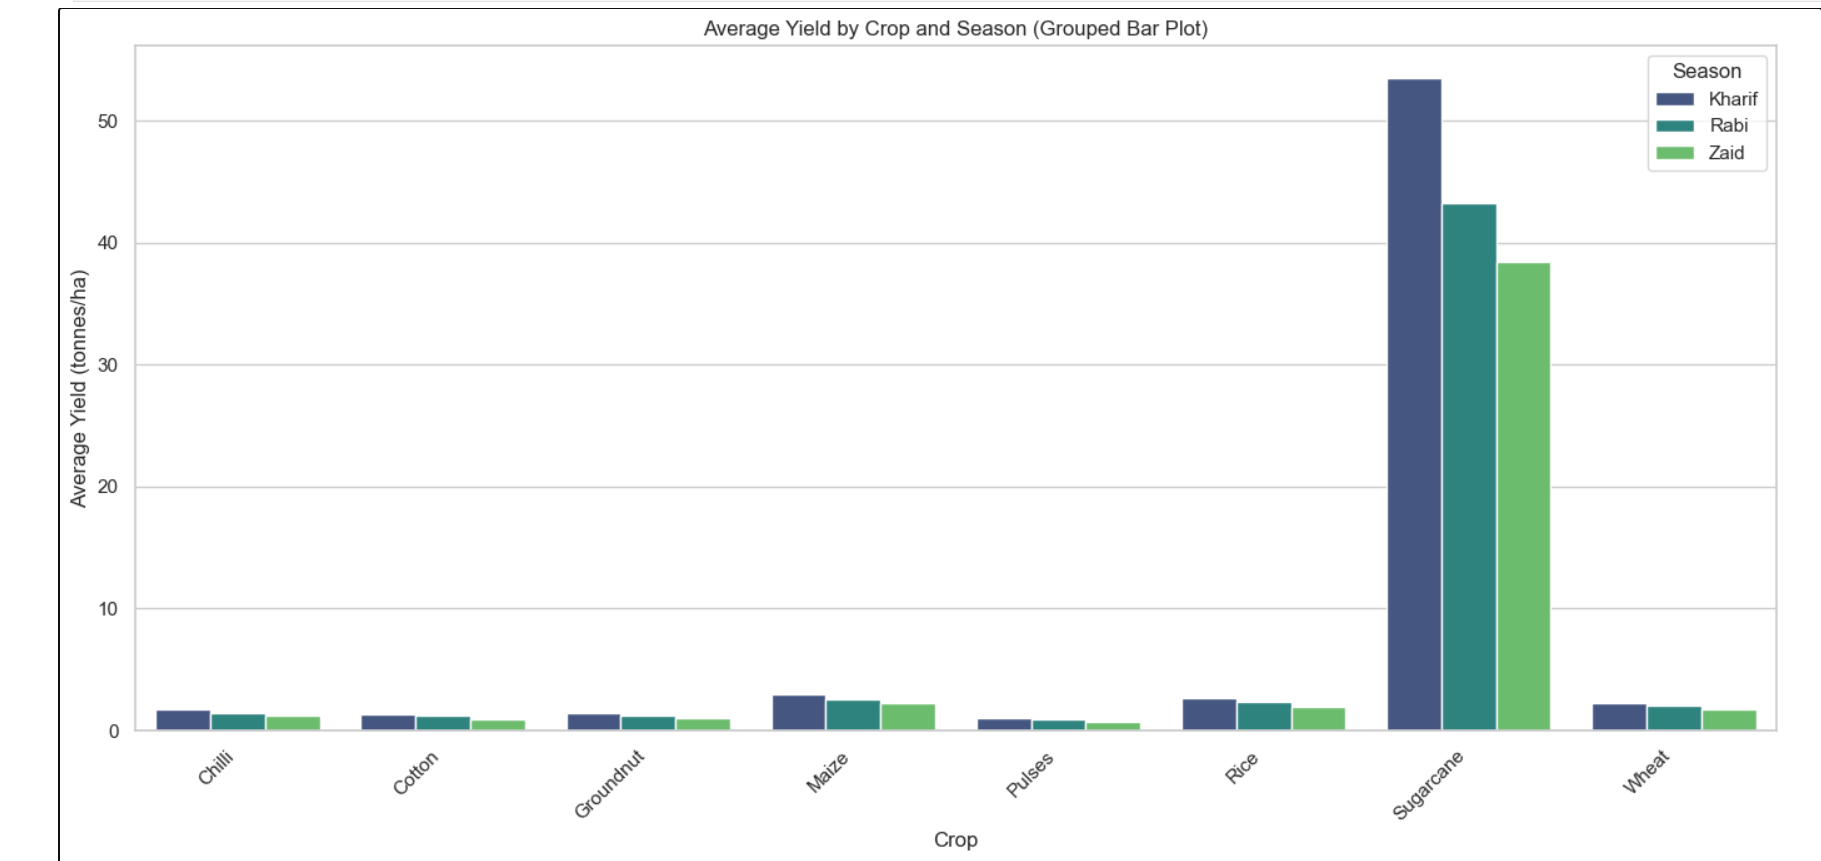 Average Yield by Crop and Season (Grouped Bar Plot)
Season
Kharif
Rabi
Zaid
Average Yield (tonnes/ha)
50
40
30
20
10
0
Chilli
Cotton
Groundnut
Maize
Pulses
Rice
Sugarcane
Wheat
Crop